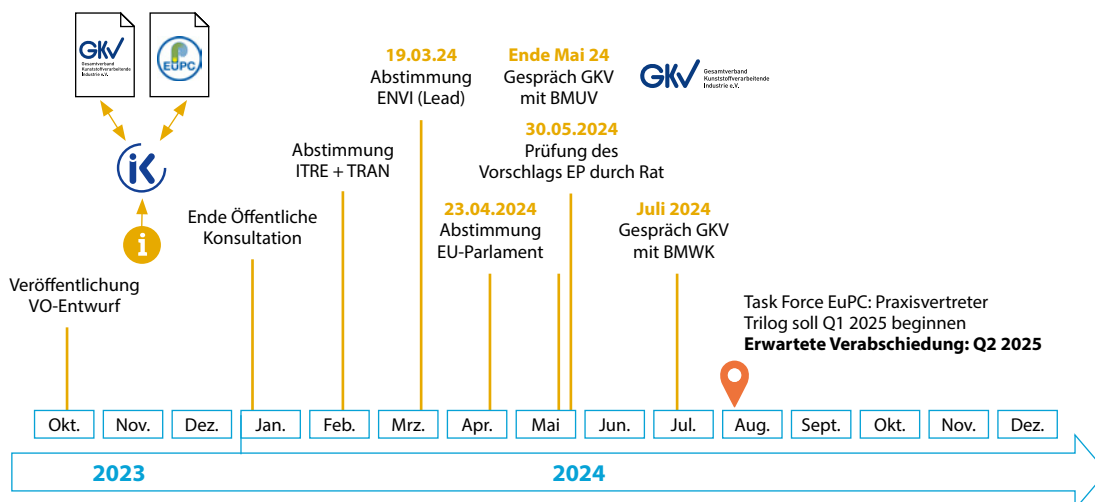 GKV
Gesamtverband
Kunststoffverarbeitende
Industrie e.V.
EUPC
iK
i
Veröffentlichung
VO-Entwurf
Ende Öffentliche
Konsultation
Abstimmung
ITRE + TRAN
19.03.24
Abstimmung
ENVI (Lead)
23.04.2024
Abstimmung
EU-Parlament
Ende Mai 24
Gespräch GKV
mit BMUV
GKV
Gesamtverband
Kunststoffverarbeitende
Industrie e.V.
30.05.2024
Prüfung des
Vorschlags EP durch Rat
Juli 2024
Gespräch GKV
mit BMWK
Task Force EuPC: Praxisvertreter
Trilog soll Q1 2025 beginnen
Erwartete Verabschiedung: Q2 2025
Okt. Nov. Dez. Jan. Feb. Mrz. Apr. Mai Jun. Jul. Aug. Sept. Okt. Nov. Dez.
2023 2024